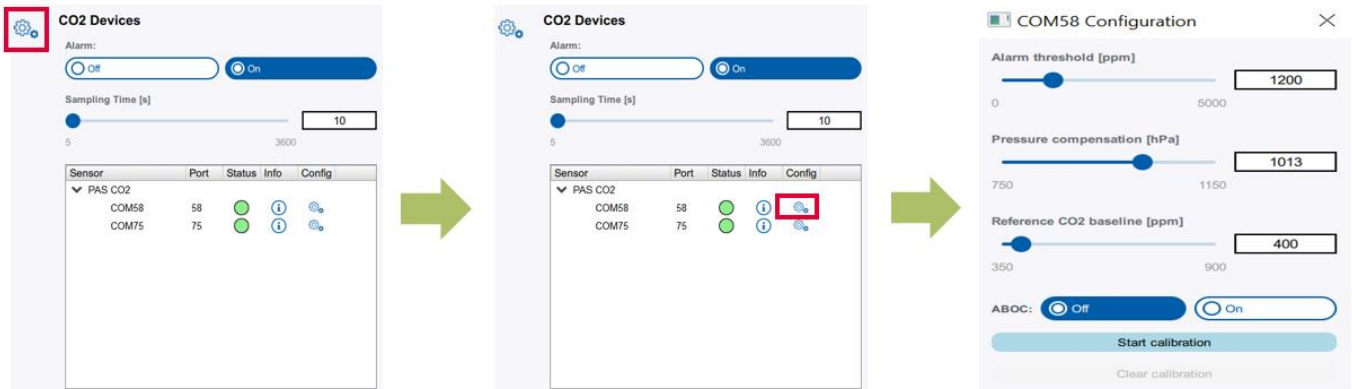 CO2 Devices
Alarm:
Off On
Sampling Time [s]
10
5 3600
Sensor Port Status Info Config
PAS CO2
COM58 58 i
COM75 75 i
CO2 Devices
Alarm:
Off On
Sampling Time [s]
10
5 3600
Sensor Port Status Info Config
PAS CO2
COM58 58 i
COM75 75 i
COM58 Configuration
Alarm threshold [ppm]
1200
0 5000
Pressure compensation [hPa]
1013
750 1150
Reference CO2 baseline [ppm]
400
350 900
ABOC: Off On
Start calibration
Clear calibration